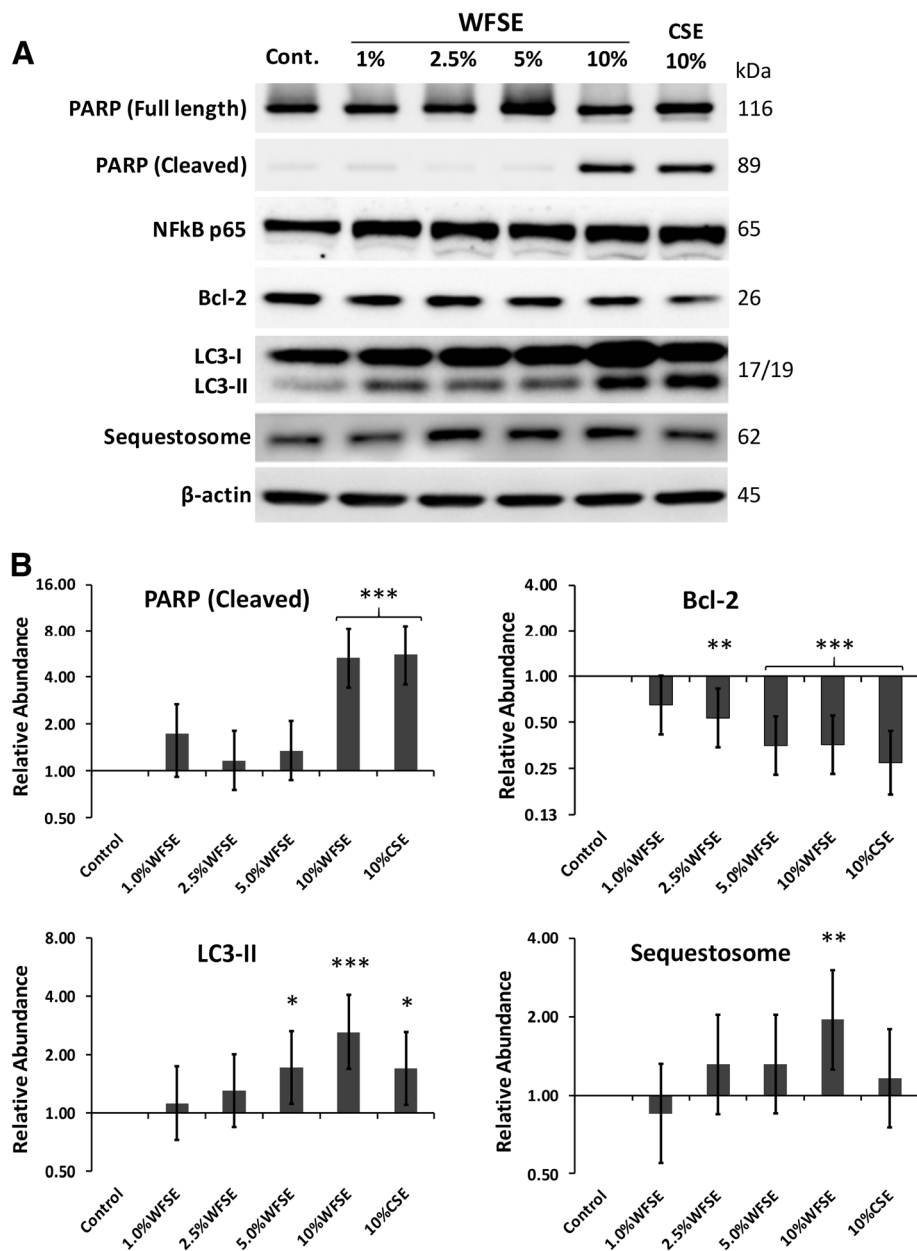 A
WFSE
CSE
Cont. 1% 2.5% 5% 10% 10%
kDa
PARP (Full length) 116
PARP (Cleaved) 89
NFkB p65 65
Bcl-2 26
LC3-I
17/19
LC3-II
Sequestosome 62
β-actin 45
B
PARP (Cleaved)
***
Relative Abundance
16.00
8.00
4.00
2.00
1.00
0.50
Control 1.0%WFSE 2.5%WFSE 5.0%WFSE 10%WFSE 10%CSE
Bcl-2
** ***
Relative Abundance
4.00
2.00
1.00
0.50
0.25
0.13
Control 1.0%WFSE 2.5%WFSE 5.0%WFSE 10%WFSE 10%CSE
LC3-II
* *** *
Relative Abundance
8.00
4.00
2.00
1.00
0.50
Control 1.0%WFSE 2.5%WFSE 5.0%WFSE 10%WFSE 10%CSE
Sequestosome
**
Relative Abundance
4.00
2.00
1.00
0.50
Control 1.0%WFSE 2.5%WFSE 5.0%WFSE 10%WFSE 10%CSE